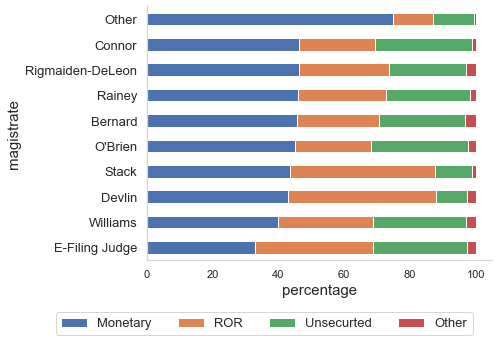 magistrate
Other
Connor
Rigmaiden-DeLeon
Rainey
Bernard
O'Brien
Stack
Devlin
Williams
E-Filing Judge
0 20 40 60 80 100
percentage
Monetary ROR Unsecurted Other